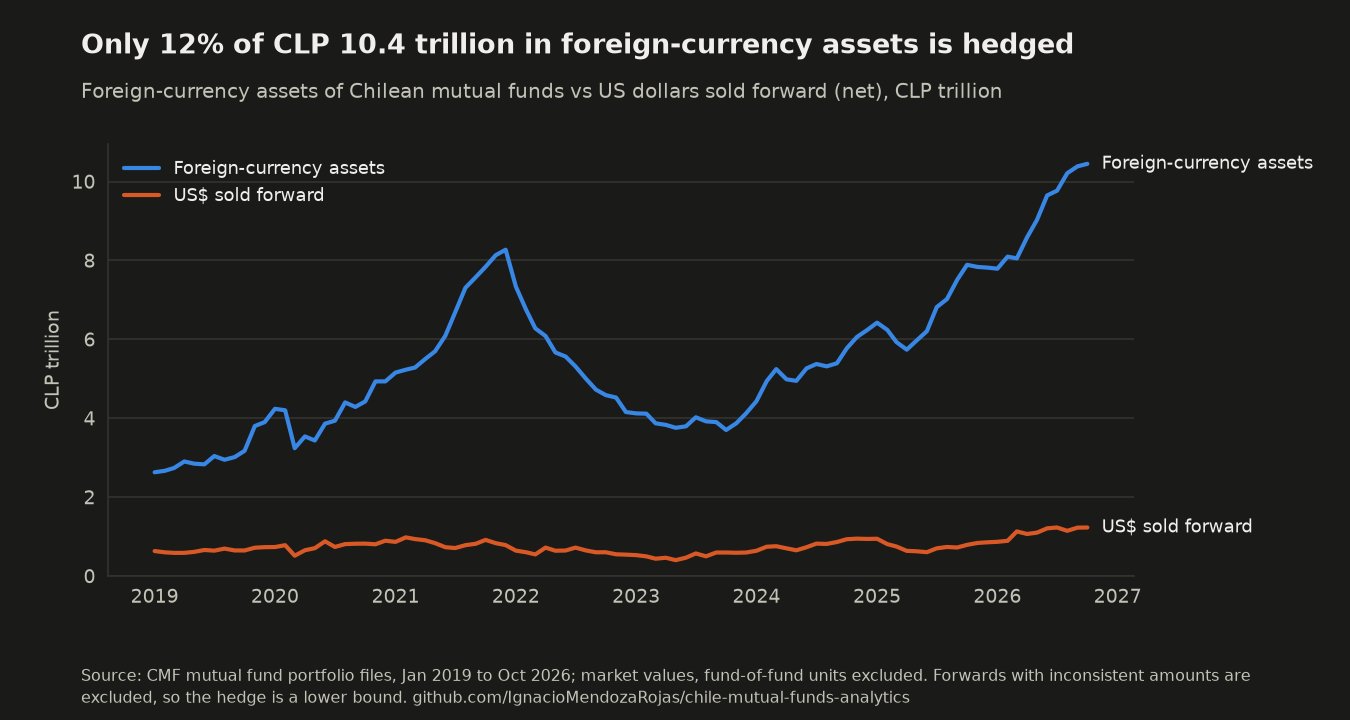 Only 12% of CLP 10.4 trillion in foreign-currency assets is hedged
Foreign-currency assets of Chilean mutual funds vs US dollars sold forward (net), CLP trillion
Foreign-currency assets
US$ sold forward
Foreign-currency assets
US$ sold forward
CLP trillion
10
8
6
4
2
0
2019 2020 2021 2022 2023 2024 2025 2026 2027
Source: CMF mutual fund portfolio files, Jan 2019 to Oct 2026; market values, fund-of-fund units excluded. Forwards with inconsistent amounts are
excluded, so the hedge is a lower bound. github.com/IgnacioMendozaRojas/chile-mutual-funds-analytics